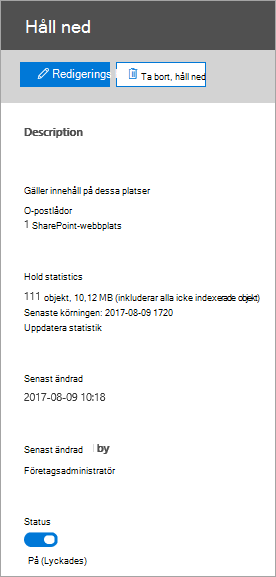 Håll ned
Redigerings
Ta bort, håll ned
Description
Gäller innehåll på dessa platser
O-postlådor
1 SharePoint-webbplats
Hold statistics
111 objekt, 10,12 MB (inkluderar alla icke indexerade objekt)
Senaste körningen: 2017-08-09 1720
Uppdatera statistik
Senast ändrad
2017-08-09 10:18
Senast ändrad by
Företagsadministratör
Status
På (Lyckades)